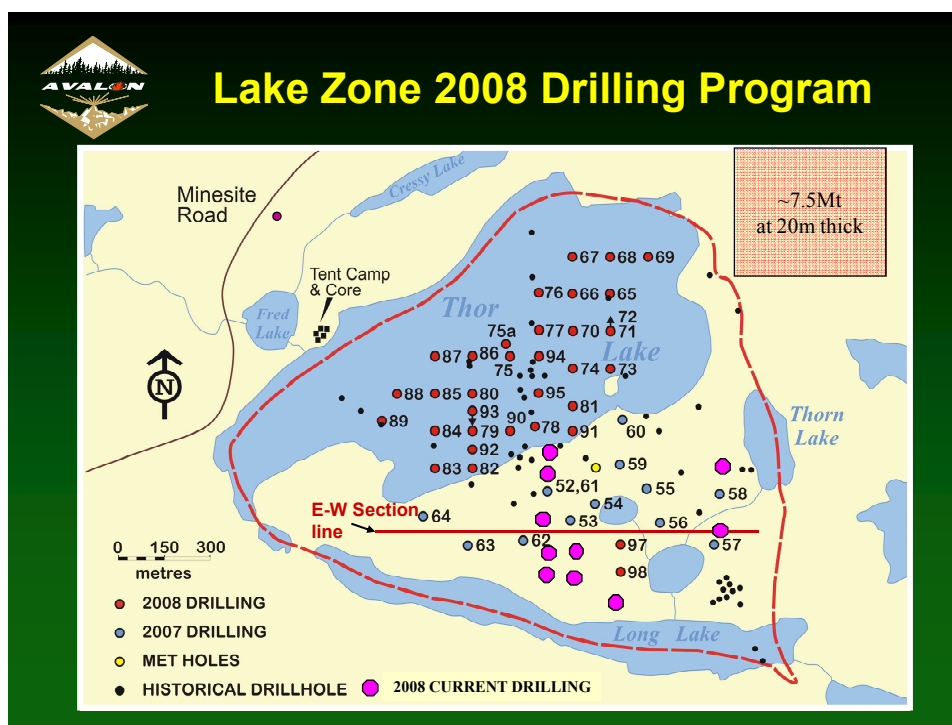 AVALON
Lake Zone 2008 Drilling Program
Minesite
Road
Cressy Lake
~7.5Mt
at 20m thick
Tent Camp
& Core
Fred
Lake
Thor
Lake
67 68 69
76 66 65
72
77 70 71
75a
87 86 75 94
74 73
88 85 80 95
93
81
89
84 79 90 78 91
60
Thorn
Lake
92
83 82
59
52,61
55
58
54
64
E-W Section
line
53
56
63
62
97
57
98
N
0 150 300
metres
2008 DRILLING
2007 DRILLING
MET HOLES
HISTORICAL DRILLHOLE
2008 CURRENT DRILLING
Long Lake